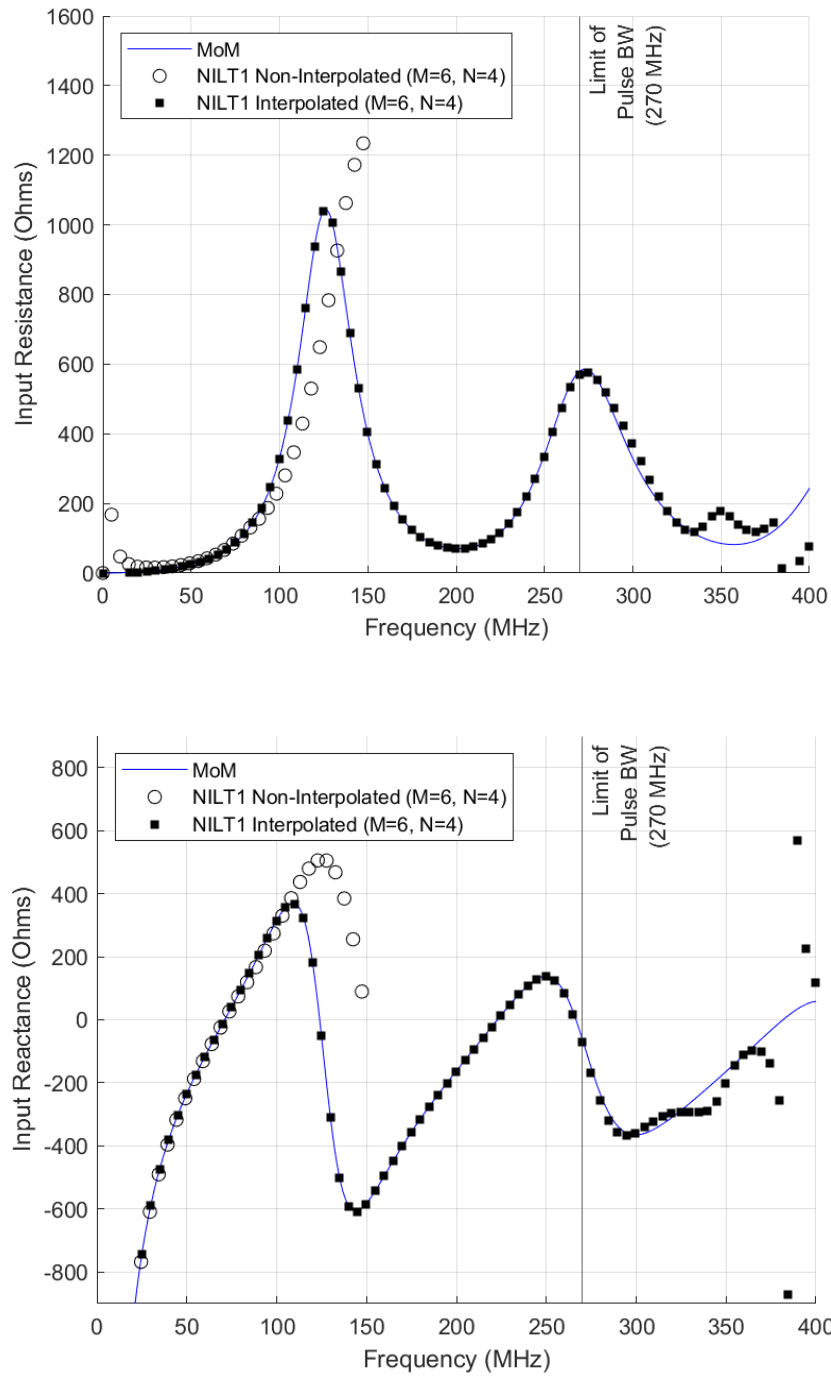 1600
1400
1200
1000
800
600
400
200
0
Input Resistance (Ohms)
MoM
NILT1 Non-Interpolated (M=6, N=4)
NILT1 Interpolated (M=6, N=4)
Limit of
Pulse BW
(270 MHz)
0 50 100 150 200 250 300 350 400
Frequency (MHz)
800
600
400
200
0
-200
-400
-600
-800
Input Reactance (Ohms)
MoM
NILT1 Non-Interpolated (M=6, N=4)
NILT1 Interpolated (M=6, N=4)
Limit of
Pulse BW
(270 MHz)
0 50 100 150 200 250 300 350 400
Frequency (MHz)